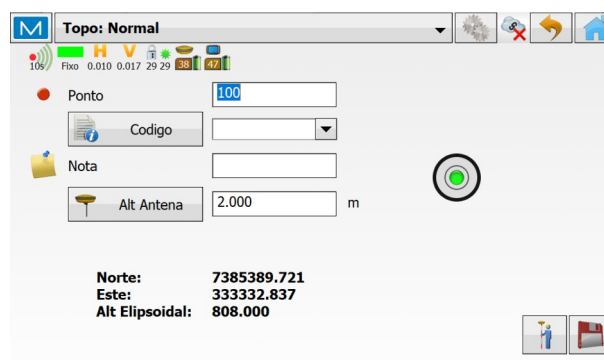 M Topo: Normal
10s Fixo H 0.010 V 0.017 29 29 38 47
Ponto 100
Codigo
Nota
Alt Antena 2.000 m
Norte: 7385389.721
Este: 333332.837
Alt Elipsoidal: 808.000